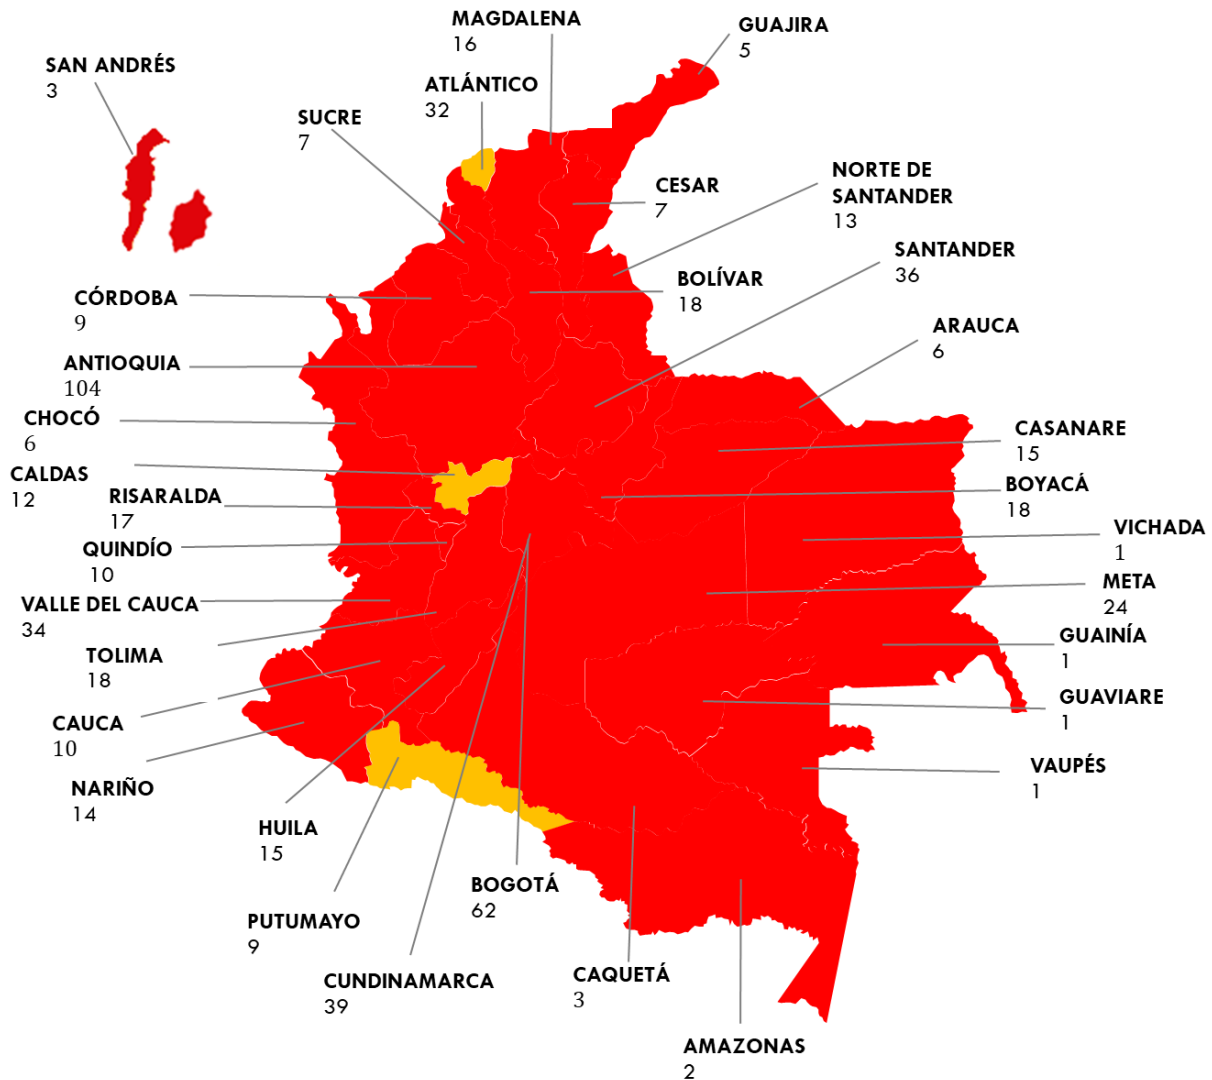 MAGDALENA
16
GUAJIRA
5
SAN ANDRÉS
3
ATLÁNTICO
32
SUCRE
7
NORTE DE
SANTANDER
13
CESAR
7
SANTANDER
36
BOLÍVAR
18
CÓRDOBA
9
ARAUCA
6
ANTIOQUIA
104
CHOCÓ
6
CASANARE
15
CALDAS
12
BOYACÁ
18
RISARALDA
17
VICHADA
1
QUINDÍO
10
META
24
VALLE DEL CAUCA
34
GUAINÍA
1
TOLIMA
18
GUAVIARE
1
CAUCA
10
VAUPÉS
1
NARIÑO
14
HUILA
15
BOGOTÁ
62
PUTUMAYO
9
CUNDINAMARCA
39
CAQUETÁ
3
AMAZONAS
2